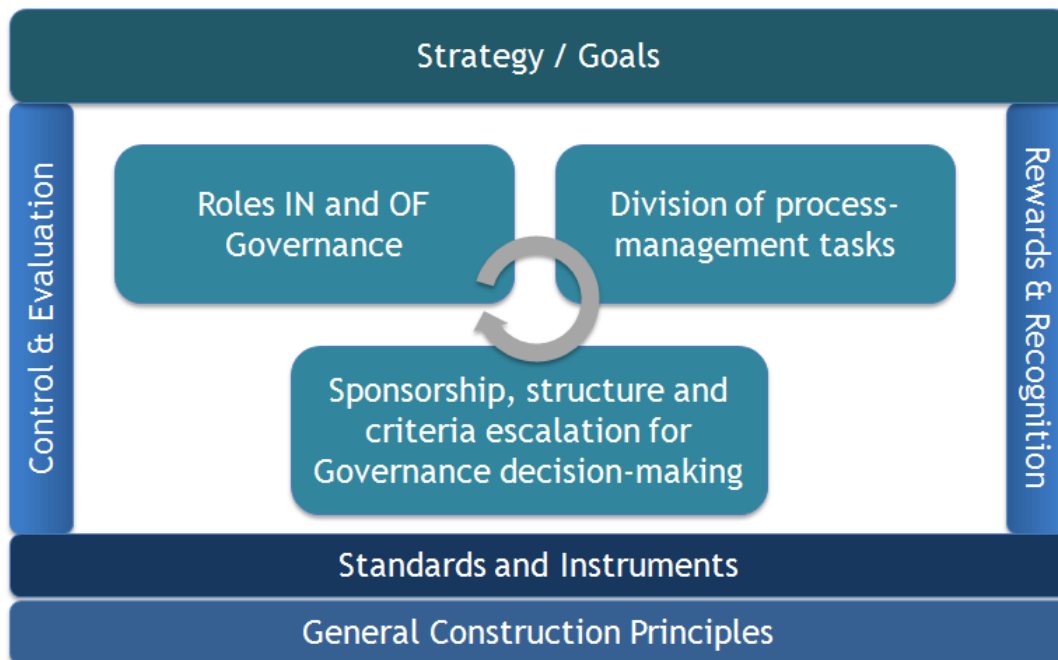 Strategy / Goals
Control & Evaluation
Roles IN and OF
Governance
Division of process-
management tasks
Sponsorship, structure and
criteria escalation for
Governance decision-making
Rewards & Recognition
Standards and Instruments
General Construction Principles